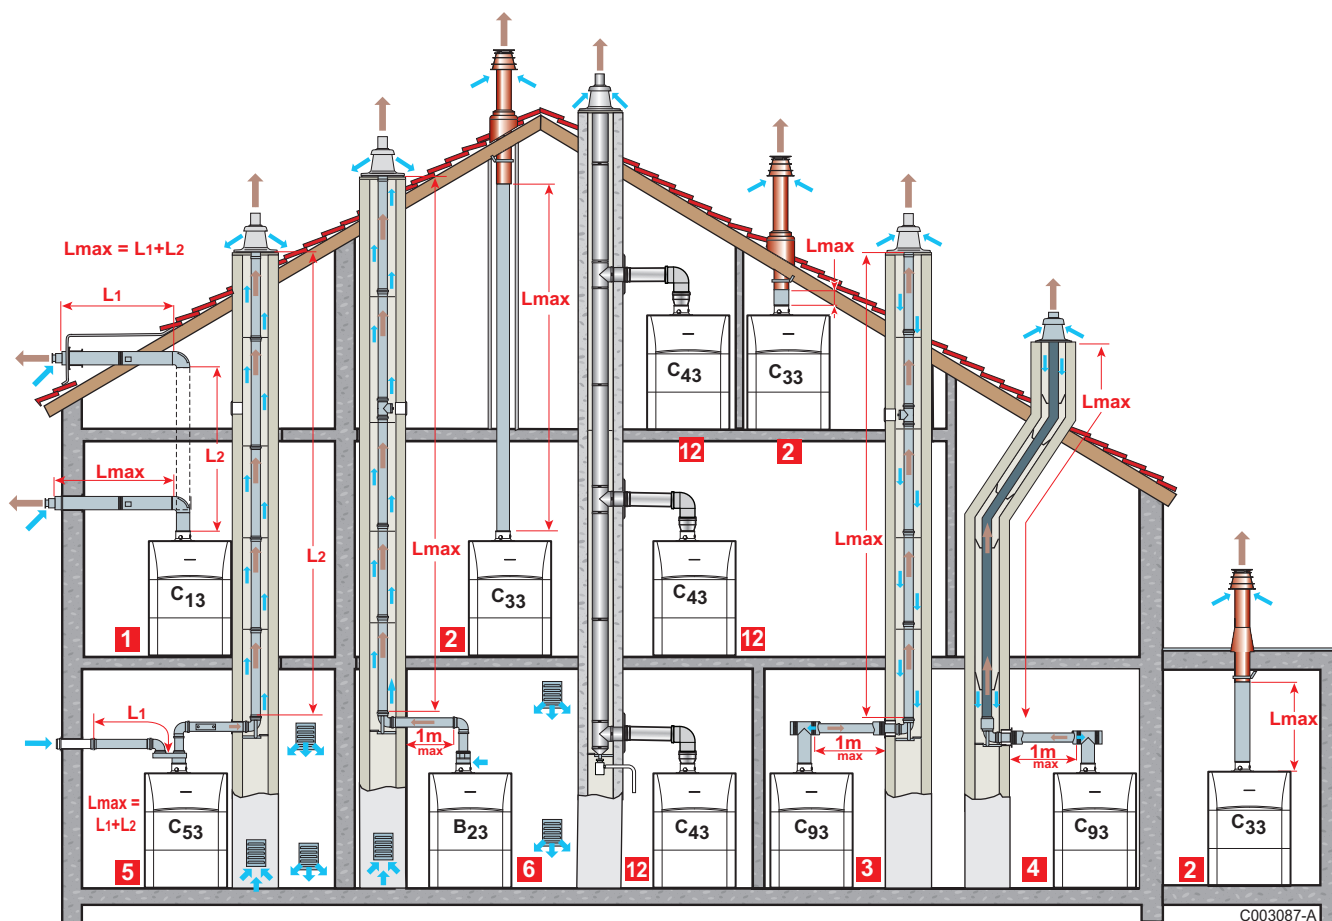 Lmax = L1+L2
L1
L2
Lmax
C13
1
L2
Lmax
2
C33
Lmax
C43
12
Lmax
C33
2
C43
12
Lmax
Lmax
L1
Lmax =
L1+L2
C53
5
1m
max
B23
6
C43
12
1m
max
C93
3
1m
max
C93
4
Lmax
C33
2
C003087-A